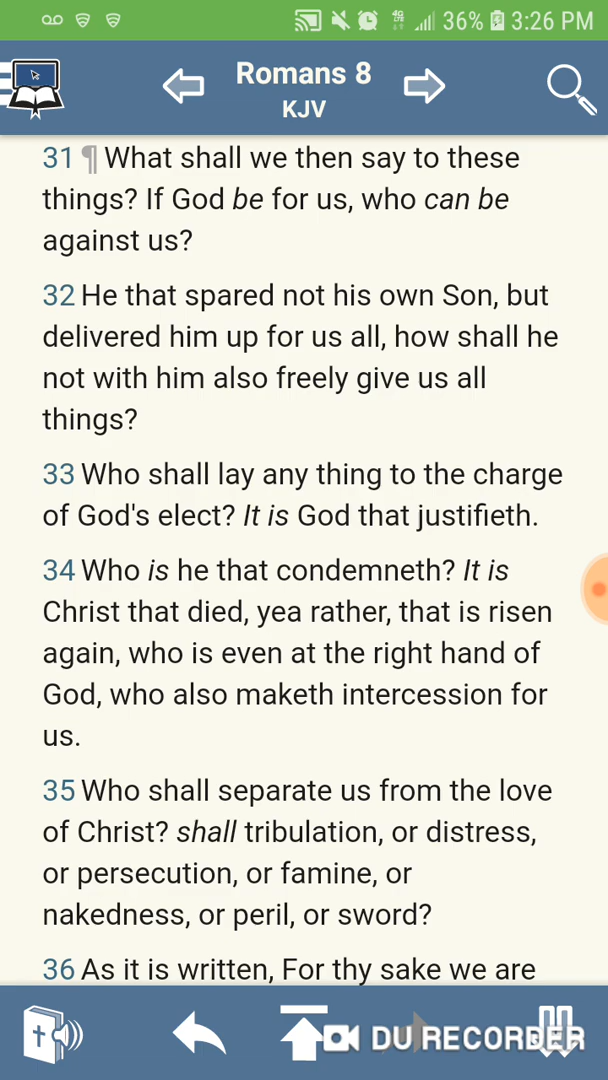 36% 3:26 PM
Romans 8
KJV
31 ¶ What shall we then say to these
things? If God be for us, who can be
against us?
32 He that spared not his own Son, but
delivered him up for us all, how shall he
not with him also freely give us all
things?
33 Who shall lay any thing to the charge
of God's elect? It is God that justifieth.
34 Who is he that condemneth? It is
Christ that died, yea rather, that is risen
again, who is even at the right hand of
God, who also maketh intercession for
us.
35 Who shall separate us from the love
of Christ? shall tribulation, or distress,
or persecution, or famine, or
nakedness, or peril, or sword?
36 As it is written, For thy sake we are
DU RECORDER